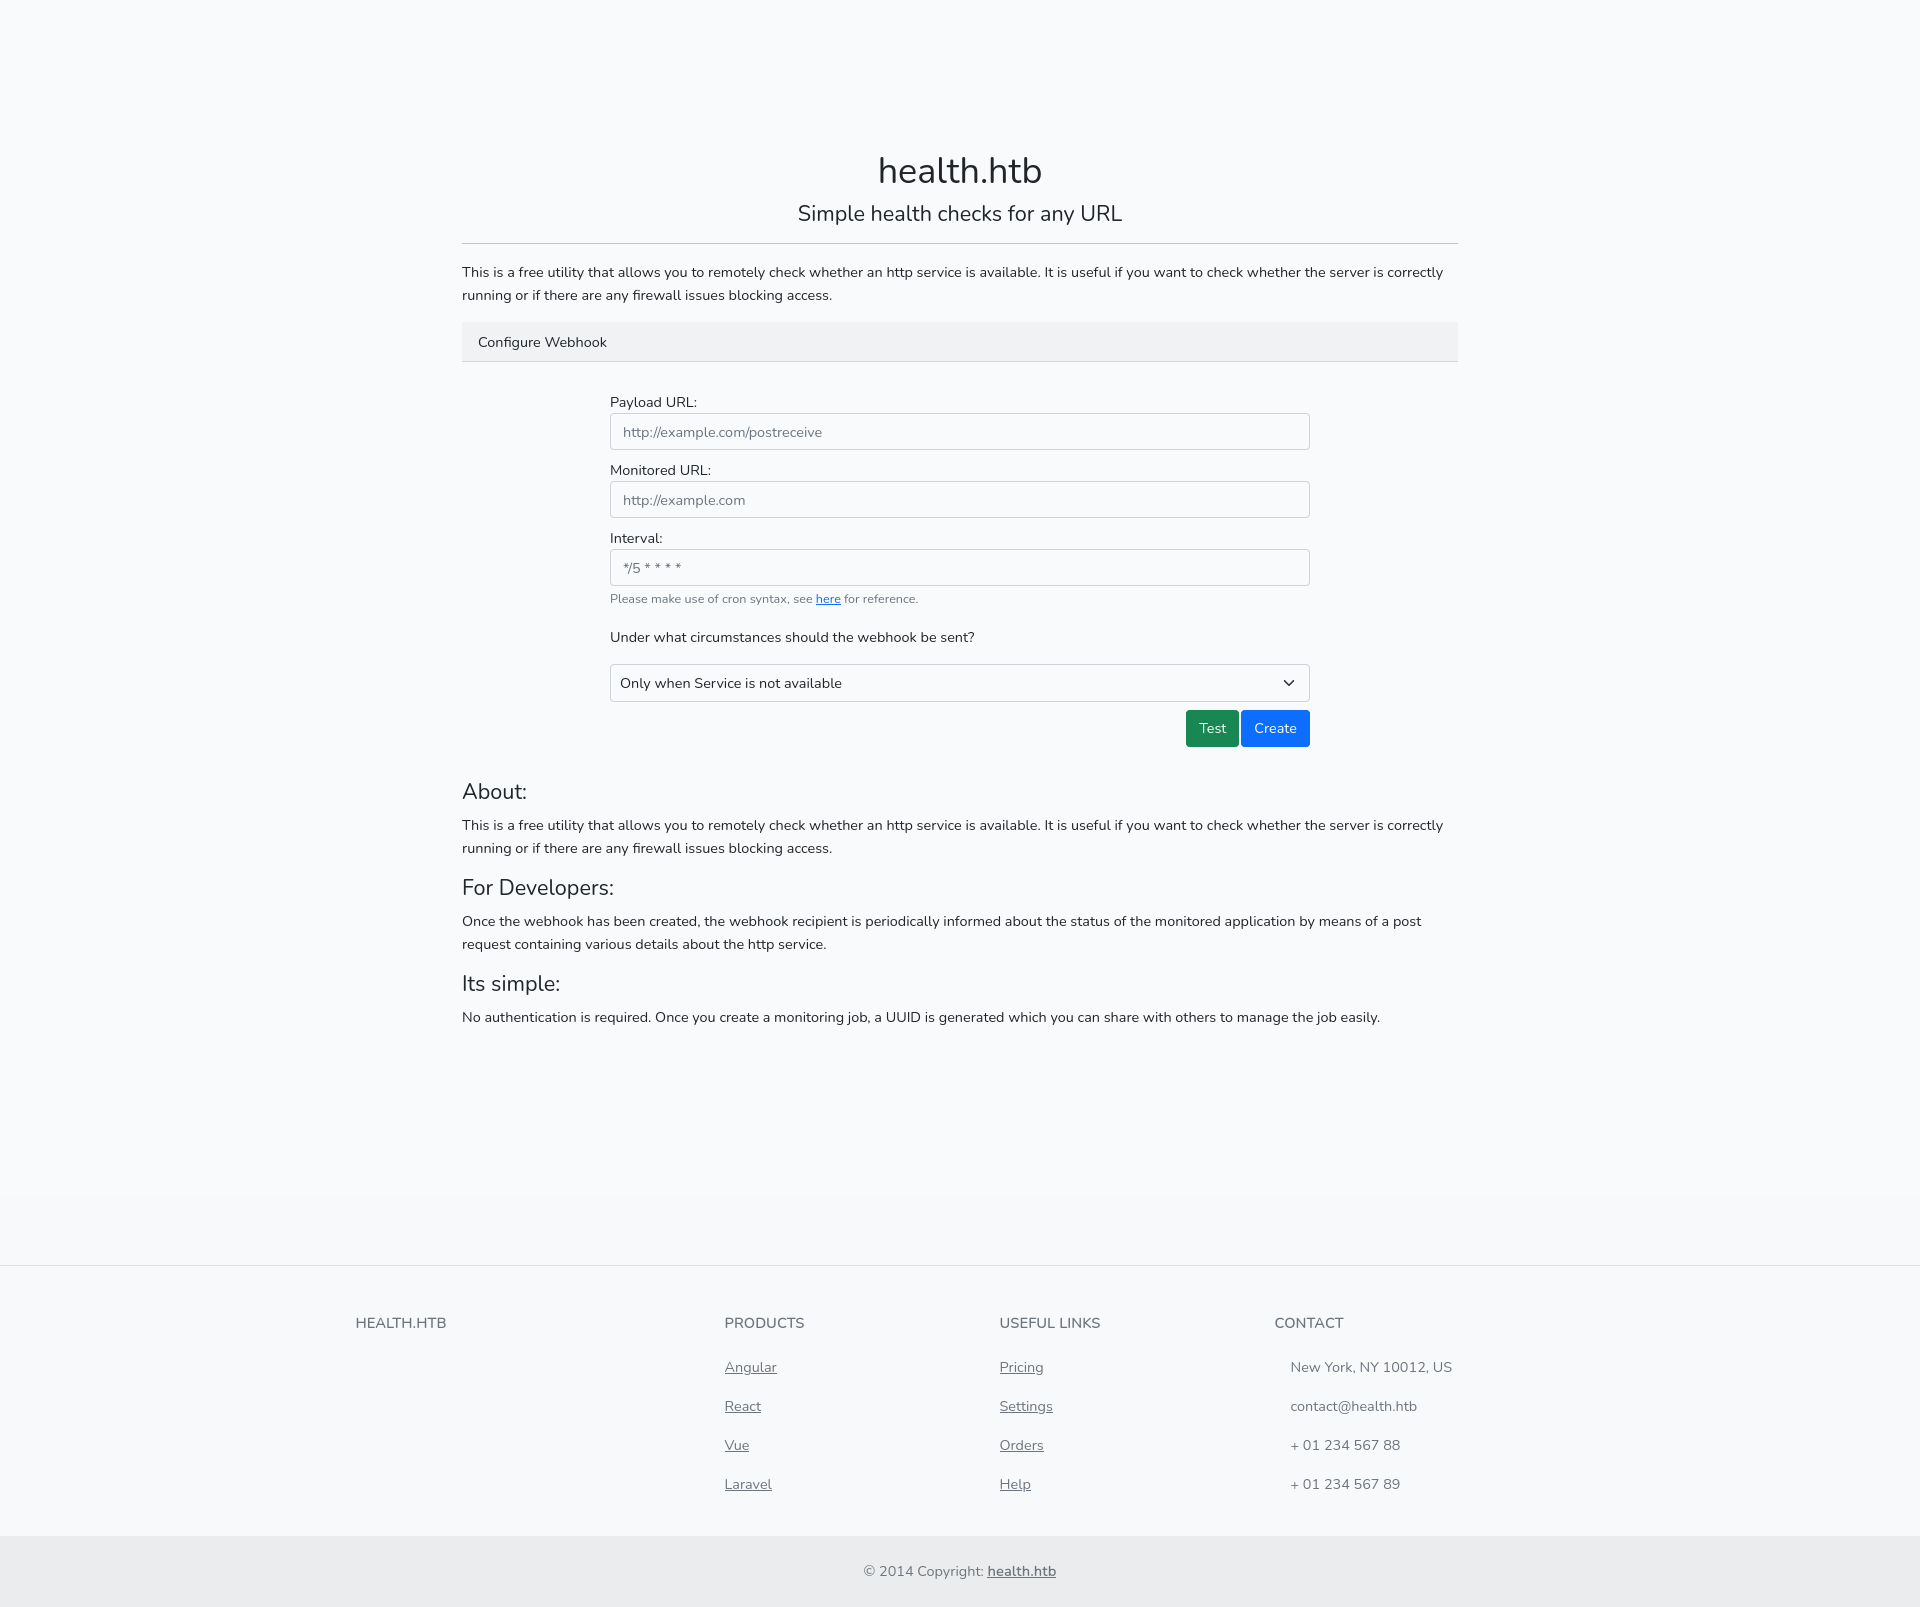 health.htb
Simple health checks for any URL
This is a free utility that allows you to remotely check whether an http service is available. It is useful if you want to check whether the server is correctly
running or if there are any firewall issues blocking access.
Configure Webhook
Payload URL:
http://example.com/postreceive
Monitored URL:
http://example.com
Interval:
*/5 * * * *
Please make use of cron syntax, see here for reference.
Under what circumstances should the webhook be sent?
Only when Service is not available
Test Create
About:
This is a free utility that allows you to remotely check whether an http service is available. It is useful if you want to check whether the server is correctly
running or if there are any firewall issues blocking access.
For Developers:
Once the webhook has been created, the webhook recipient is periodically informed about the status of the monitored application by means of a post
request containing various details about the http service.
Its simple:
No authentication is required. Once you create a monitoring job, a UUID is generated which you can share with others to manage the job easily.
HEALTH.HTB
PRODUCTS
Angular
React
Vue
Laravel
USEFUL LINKS
Pricing
Settings
Orders
Help
CONTACT
New York, NY 10012, US
contact@health.htb
+ 01 234 567 88
+ 01 234 567 89
© 2014 Copyright: health.htb